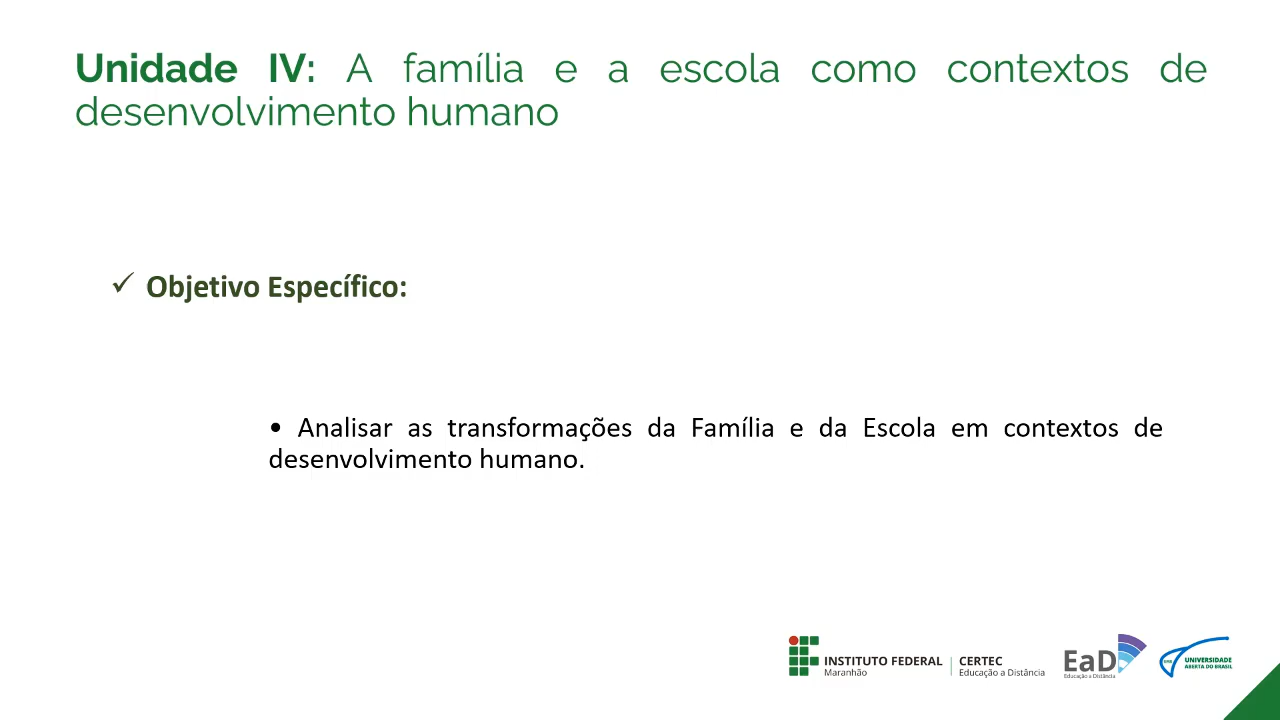 Unidade IV: A família e a escola como contextos de
desenvolvimento humano
✓ Objetivo Específico:
• Analisar as transformações da Família e da Escola em contextos de
desenvolvimento humano.
INSTITUTO FEDERAL
Maranhão
CERTEC
Educação a Distância
EaD
Educação a Distância
UAB
UNIVERSIDADE
ABERTA DO BRASIL